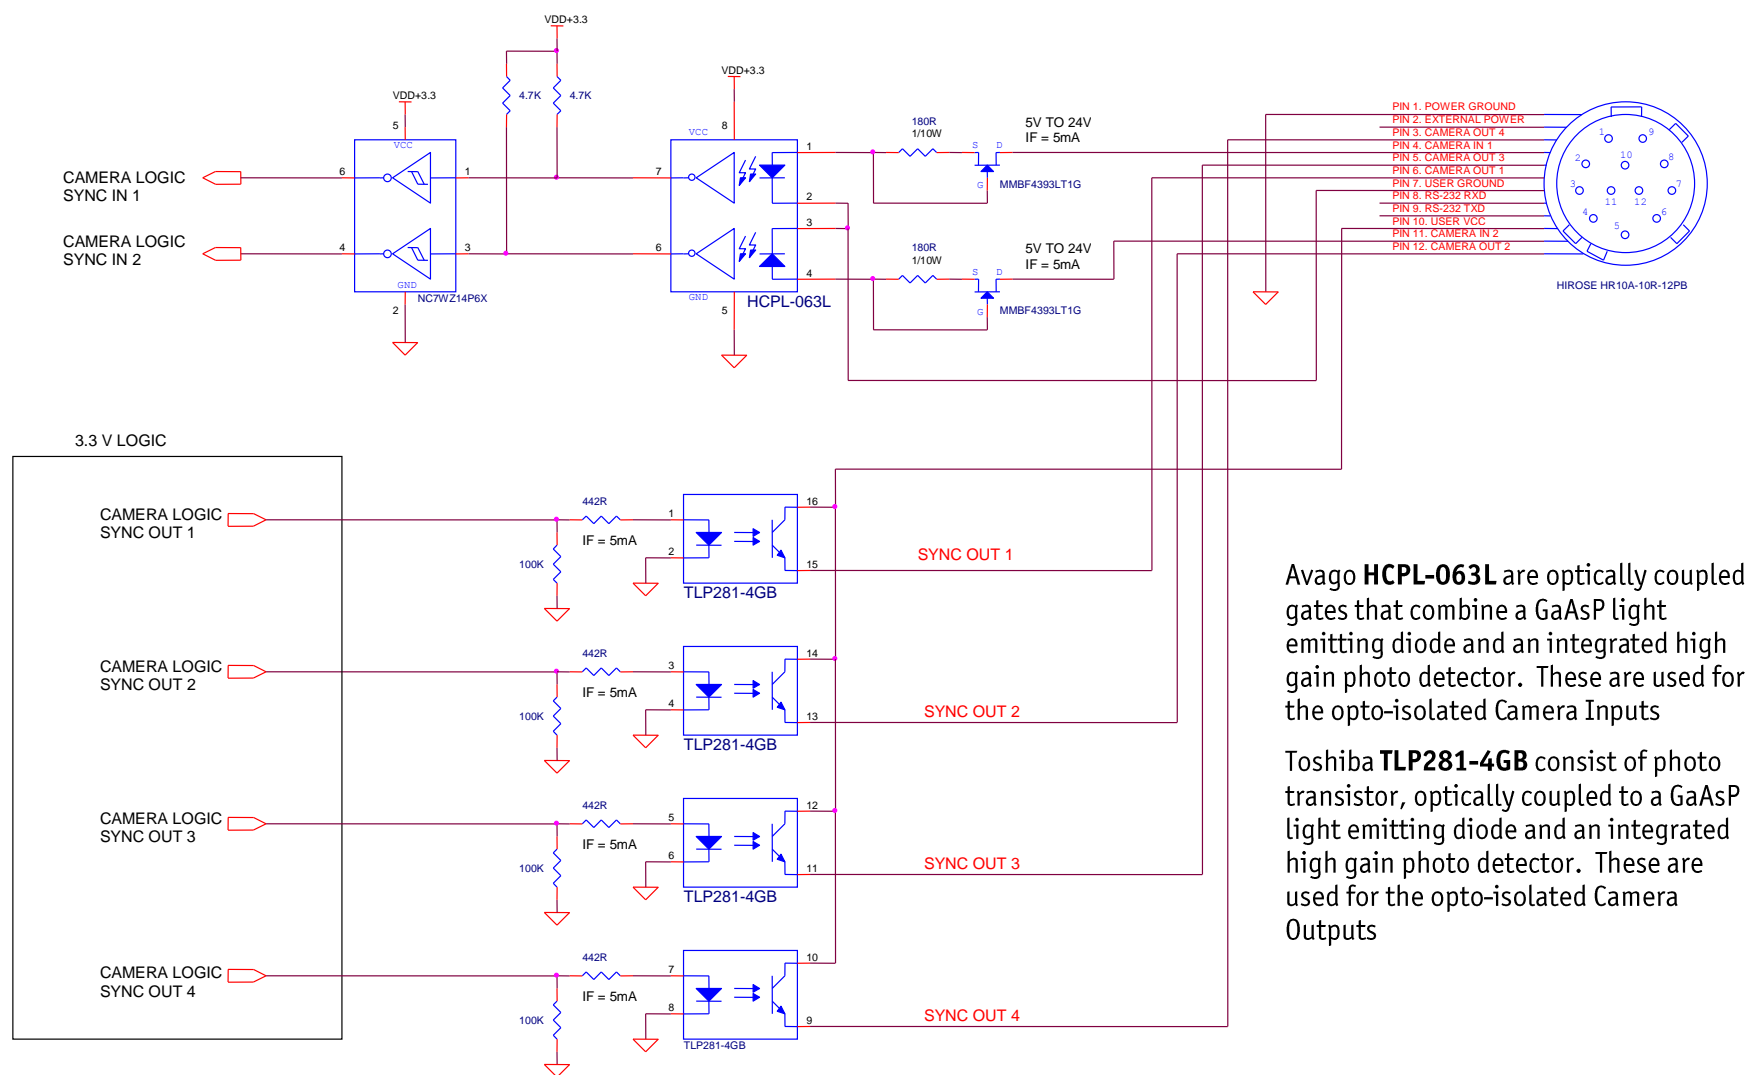 VDD+3.3
4.7K
4.7K
VDD+3.3
5
VCC
CAMERA LOGIC
SYNC IN 1
6
1
CAMERA LOGIC
SYNC IN 2
4
3
GND
NC7WZ14P6X
2
VDD+3.3
8
VCC
7
6
1
2
3
4
GND
HCPL-063L
5
180R
1/10W
S D
G
5V TO 24V
IF = 5mA
MMBF4393LT1G
180R
1/10W
S D
G
5V TO 24V
IF = 5mA
MMBF4393LT1G
PIN 1. POWER GROUND
PIN 2. EXTERNAL POWER
PIN 3. CAMERA OUT 4
PIN 4. CAMERA IN 1
PIN 5. CAMERA OUT 3
PIN 6. CAMERA OUT 1
PIN 7. USER GROUND
PIN 8. RS-232 RXD
PIN 9. RS-232 TXD
PIN 10. USER VCC
PIN 11. CAMERA IN 2
PIN 12. CAMERA OUT 2
1
9
2
10
8
3
11
12
7
4
6
5
HIROSE HR10A-10R-12PB
3.3 V LOGIC
CAMERA LOGIC
SYNC OUT 1
442R
IF = 5mA
100K
1
2
16
15
TLP281-4GB
SYNC OUT 1
CAMERA LOGIC
SYNC OUT 2
442R
IF = 5mA
100K
3
4
14
13
TLP281-4GB
SYNC OUT 2
CAMERA LOGIC
SYNC OUT 3
442R
IF = 5mA
100K
5
6
12
11
TLP281-4GB
SYNC OUT 3
CAMERA LOGIC
SYNC OUT 4
442R
IF = 5mA
100K
7
8
10
9
TLP281-4GB
SYNC OUT 4
Avago HCPL-063L are optically coupled
gates that combine a GaAsP light
emitting diode and an integrated high
gain photo detector. These are used for
the opto-isolated Camera Inputs
Toshiba TLP281-4GB consist of photo
transistor, optically coupled to a GaAsP
light emitting diode and an integrated
high gain photo detector. These are
used for the opto-isolated Camera
Outputs